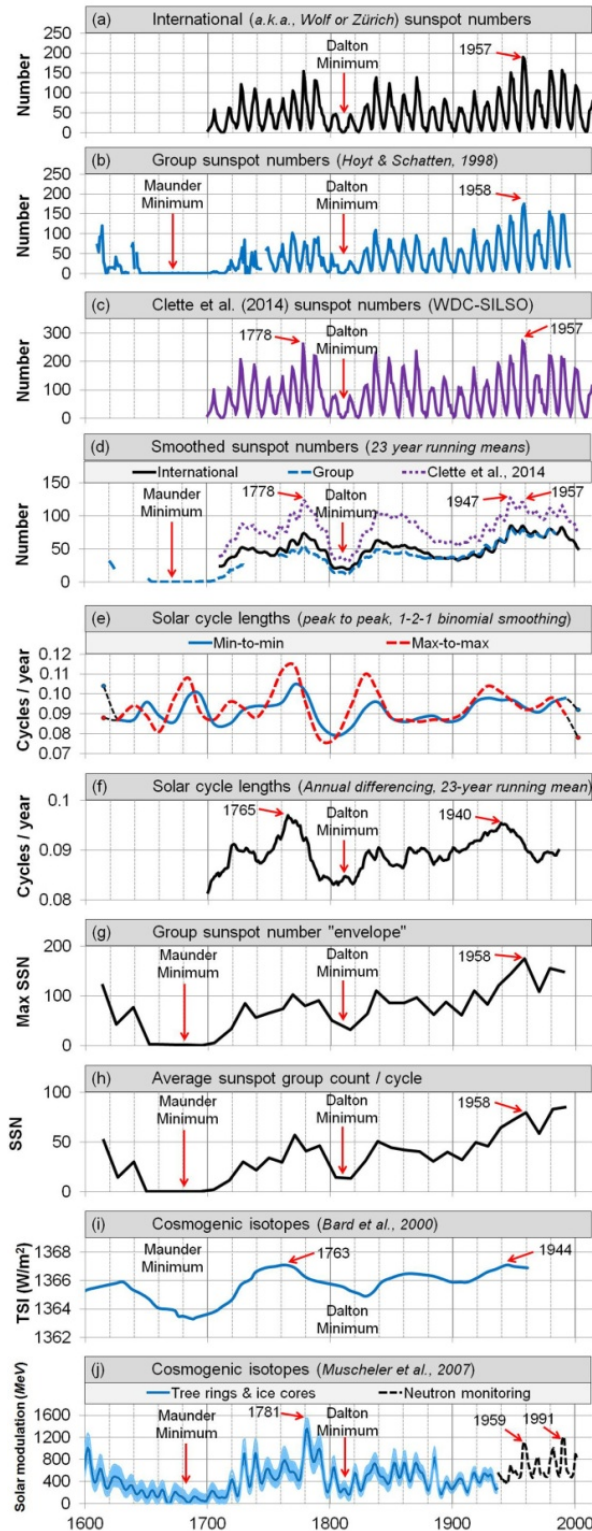 (a) International (a.k.a., Wolf or Zürich) sunspot numbers
250
200
150
100
50
0
Number
Dalton
Minimum
1957
(b) Group sunspot numbers (Hoyt & Schatten, 1998)
250
200
150
100
50
0
Number
Maunder
Minimum
Dalton
Minimum
1958
(c) Clette et al. (2014) sunspot numbers (WDC-SILSO)
300
200
100
0
Number
1778
Dalton
Minimum
1957
(d) Smoothed sunspot numbers (23 year running means)
International Group Clette et al., 2014
150
100
50
0
Number
Maunder
Minimum
1778
Dalton
Minimum
1947
1957
(e) Solar cycle lengths (peak to peak, 1-2-1 binomial smoothing)
Min-to-min Max-to-max
0.12
0.11
0.10
0.09
0.08
0.07
Cycles / year
(f) Solar cycle lengths (Annual differencing, 23-year running mean)
0.1
0.09
0.08
Cycles / year
1765
Dalton
Minimum
1940
(g) Group sunspot number "envelope"
200
100
0
Max SSN
Maunder
Minimum
Dalton
Minimum
1958
(h) Average sunspot group count / cycle
100
50
0
SSN
Maunder
Minimum
Dalton
Minimum
1958
(i) Cosmogenic isotopes (Bard et al., 2000)
1368
1366
1364
1362
TSI (W/m²)
Maunder
Minimum
1763
Dalton
Minimum
1944
(j) Cosmogenic isotopes (Muscheler et al., 2007)
Tree rings & ice cores Neutron monitoring
1600
1200
800
400
0
Solar modulation (MeV)
Maunder
Minimum
1781
Dalton
Minimum
1959
1991
1600 1700 1800 1900 2000